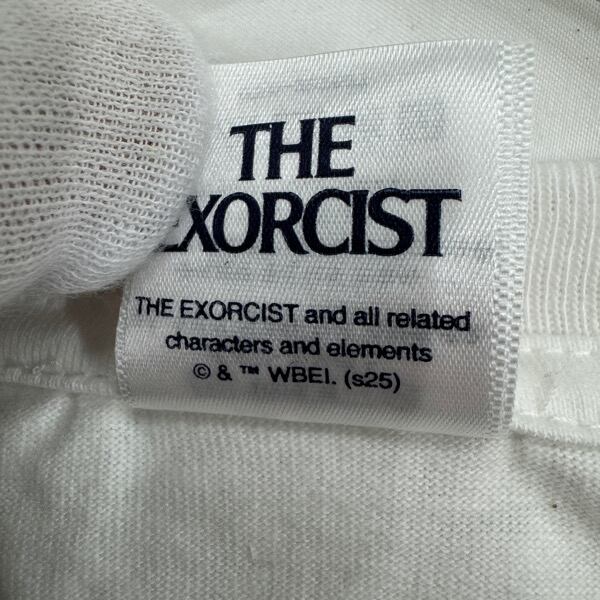 THE
EXORCIST
THE EXORCIST and all related
characters and elements
© & ™ WBEI. (s25)